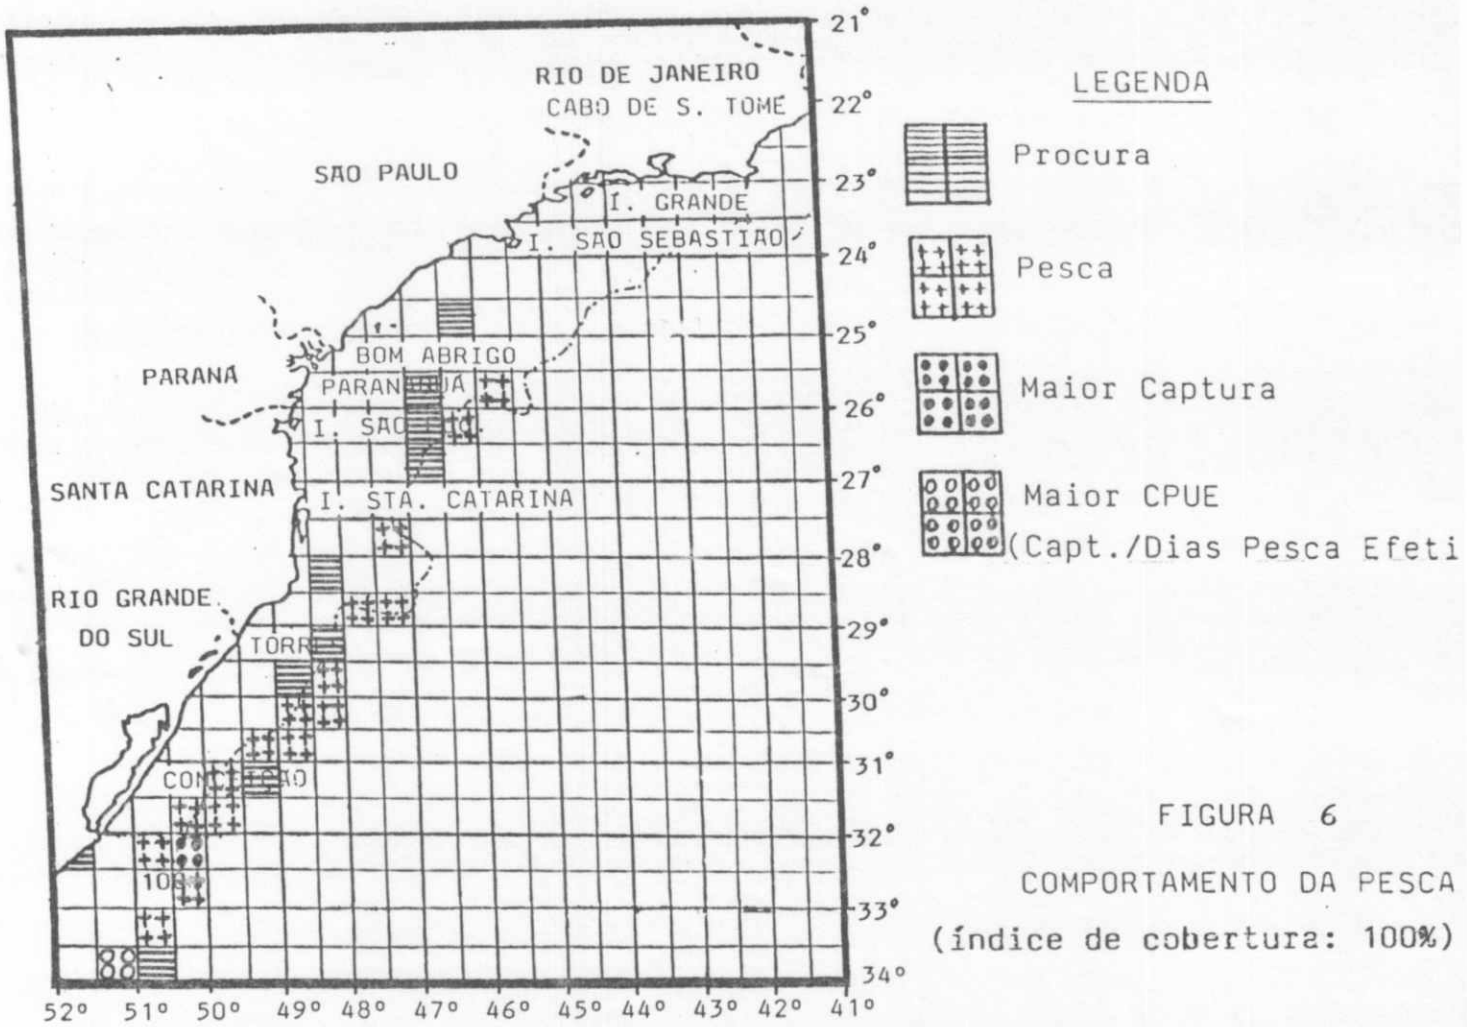 21°
RIO DE JANEIRO
CABO DE S. TOME
22°
SAO PAULO
23°
I. GRANDE
I. SAO SEBASTIAO
24°
25°
BOM ABRIGO
PARANA
PARAN
26°
I. SAO
27°
SANTA CATARINA
I. STA. CATARINA
28°
RIO GRANDE
DO SUL
29°
TORR
30°
31°
32°
33°
34°
52° 51° 50° 49° 48° 47° 46° 45° 44° 43° 42° 41°
LEGENDA
Procura
Pesca
Maior Captura
Maior CPUE
(Capt./Dias Pesca Efeti
FIGURA 6
COMPORTAMENTO DA PESCA
(índice de cobertura: 100%)